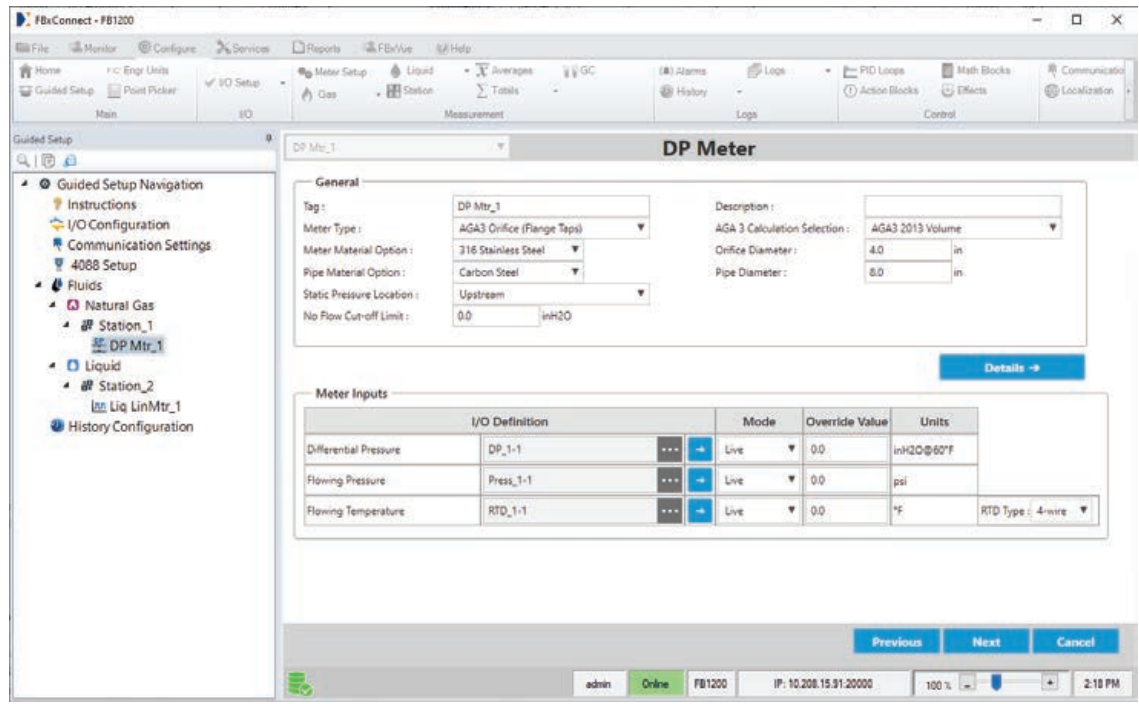 FBxConnect - FB1200
File Monitor Configure Services Reports FBxVue Help
Home Engr Units I/O Setup Meter Setup Liquid Averages GC Alarms Logs PID Loops Math Blocks Communicatio
Guided Setup Point Picker Gas Station Totals History Action Blocks Effects Localization
Main I/O Measurement Logs Control
Guided Setup
DP Mtr_1 DP Meter
Guided Setup Navigation
Instructions
I/O Configuration
Communication Settings
4088 Setup
Fluids
Natural Gas
Station_1
DP Mtr_1
Liquid
Station_2
Liq LinMtr_1
History Configuration
General
Tag : DP Mtr_1 Description :
Meter Type : AGA3 Orifice (Flange Taps) AGA 3 Calculation Selection : AGA3 2013 Volume
Meter Material Option : 316 Stainless Steel Orifice Diameter : 4.0 in
Pipe Material Option : Carbon Steel Pipe Diameter : 8.0 in
Static Pressure Location : Upstream
No Flow Cut-off Limit : 0.0 inH2O
Details →
Meter Inputs
I/O Definition Mode Override Value Units
Differential Pressure DP_1-1 ... Live 0.0 inH2O@60°F
Flowing Pressure Press_1-1 ... Live 0.0 psi
Flowing Temperature RTD_1-1 ... Live 0.0 °F RTD Type : 4-wire
Previous Next Cancel
admin Online FB1200 IP: 10.208.15.91:20000 100 % - + 2:18 PM